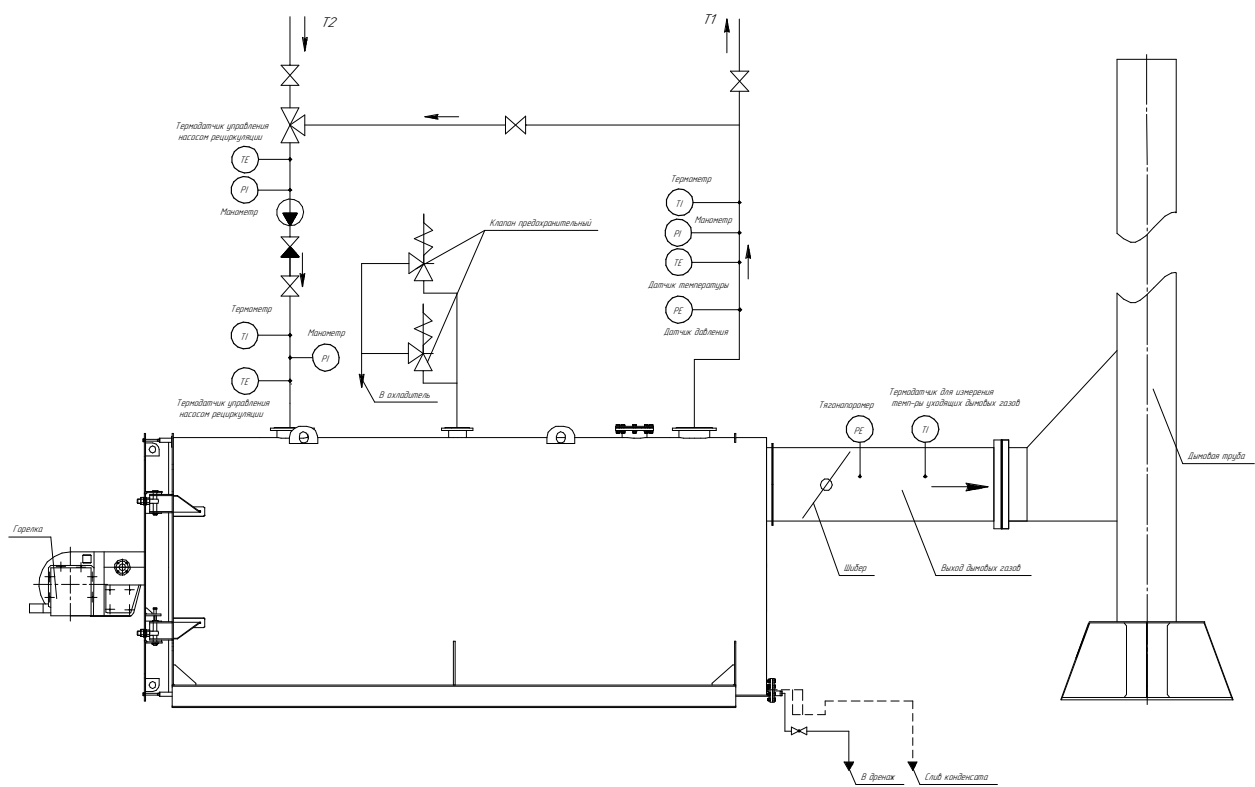 T2
T1
Термодатчик управления
насосом рециркуляции
TE
PI
Манометр
Клапан предохранительный
Термометр
TI
Манометр
PI
TE
Датчик температуры
PE
Датчик давления
Термометр
TI
Манометр
PI
TE
Термодатчик управления
насосом рециркуляции
В охладитель
Тягонапоромер
PE
Термодатчик для измерения
темп-ры уходящих дымовых газов
TI
Дымовая труба
Горелка
Шибер
Выход дымовых газов
В дренаж
Слив конденсата